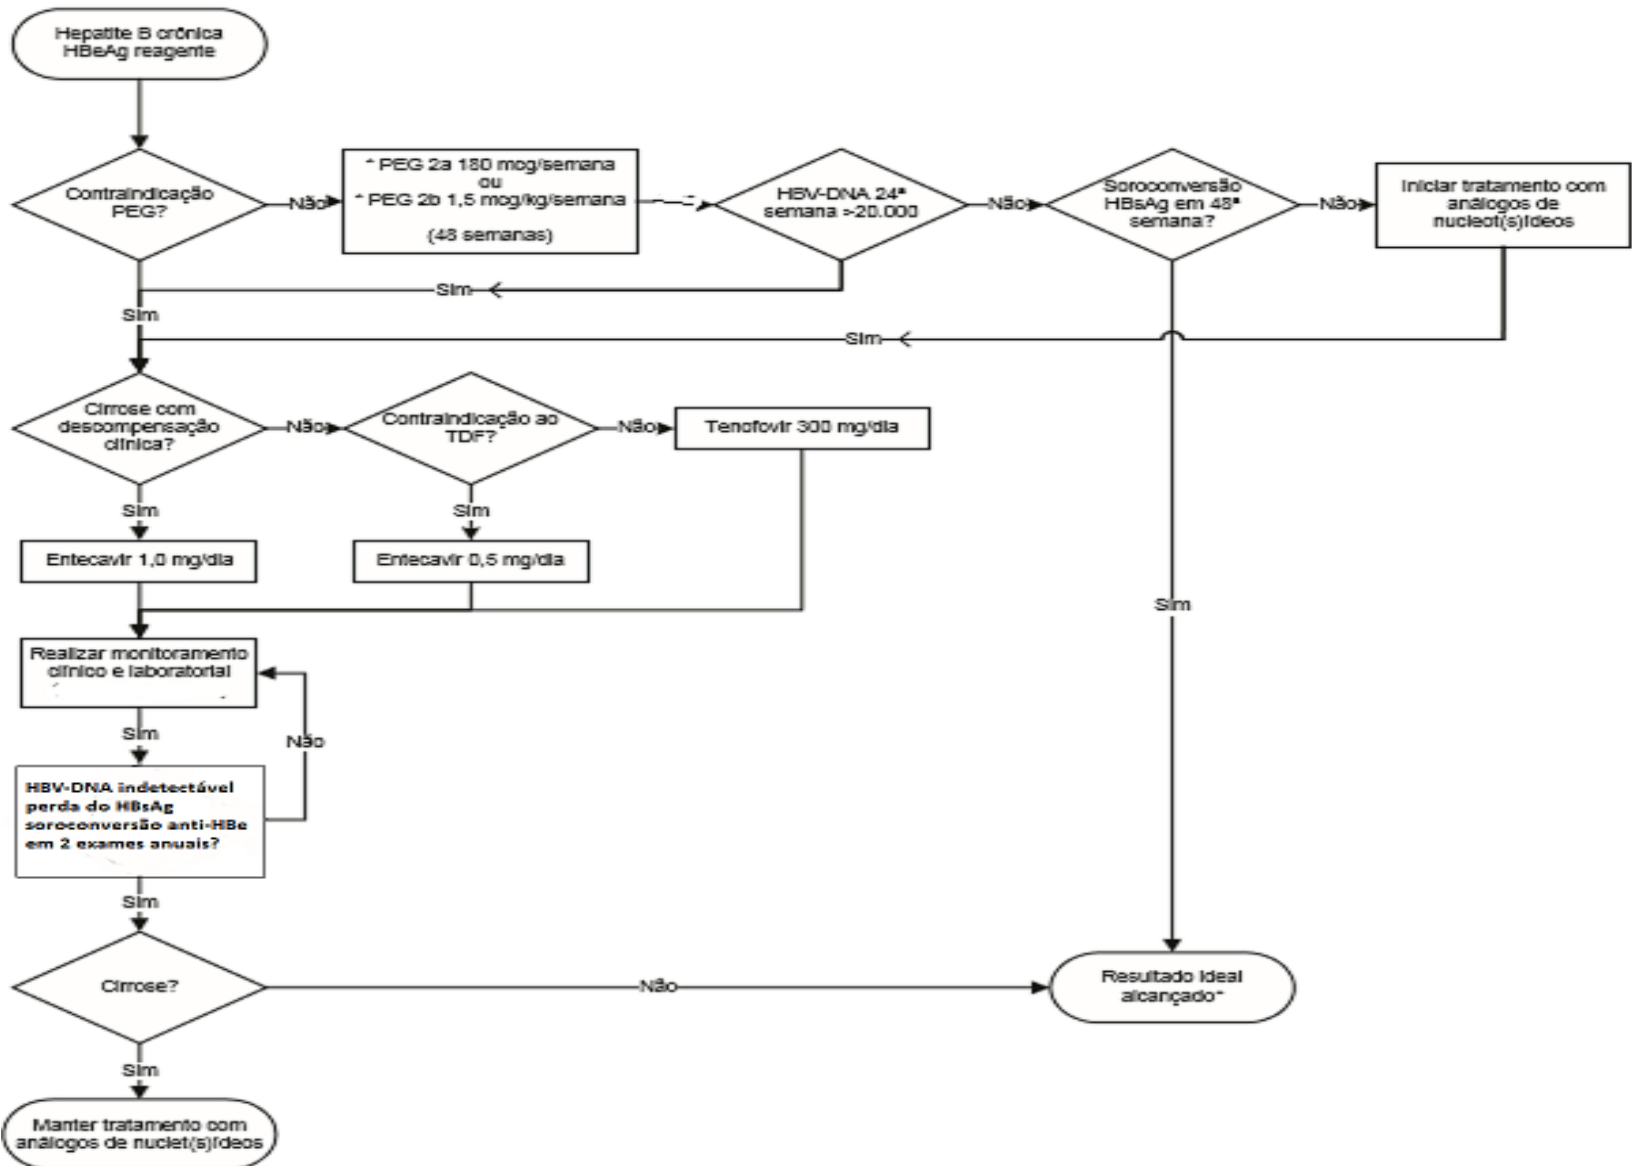 Hepatite B crônica
HBeAg reagente
Contraindicação
PEG?
Não
* PEG 2a 180 mcg/semana
ou
* PEG 2b 1,5 mcg/kg/semana
(48 semanas)
HBV-DNA 24ª
semana >20.000
Não
Soroconversão
HBsAg em 48ª
semana?
Não
Iniciar tratamento com
análogos de
nucleot(s)ídeos
Sim
Sim
Sim
Cirrose com
descompensação
clínica?
Não
Contraindicação ao
TDF?
Não
Tenofovir 300 mg/dia
Sim
Sim
Entecavir 1,0 mg/dia
Entecavir 0,5 mg/dia
Sim
Realizar monitoramento
clínico e laboratorial
Sim
Não
HBV-DNA indetectável
perda do HBsAg
soroconversão anti-HBe
em 2 exames anuais?
Sim
Cirrose?
Não
Resultado ideal
alcançado*
Sim
Manter tratamento com
análogos de nuclet(s)ídeos